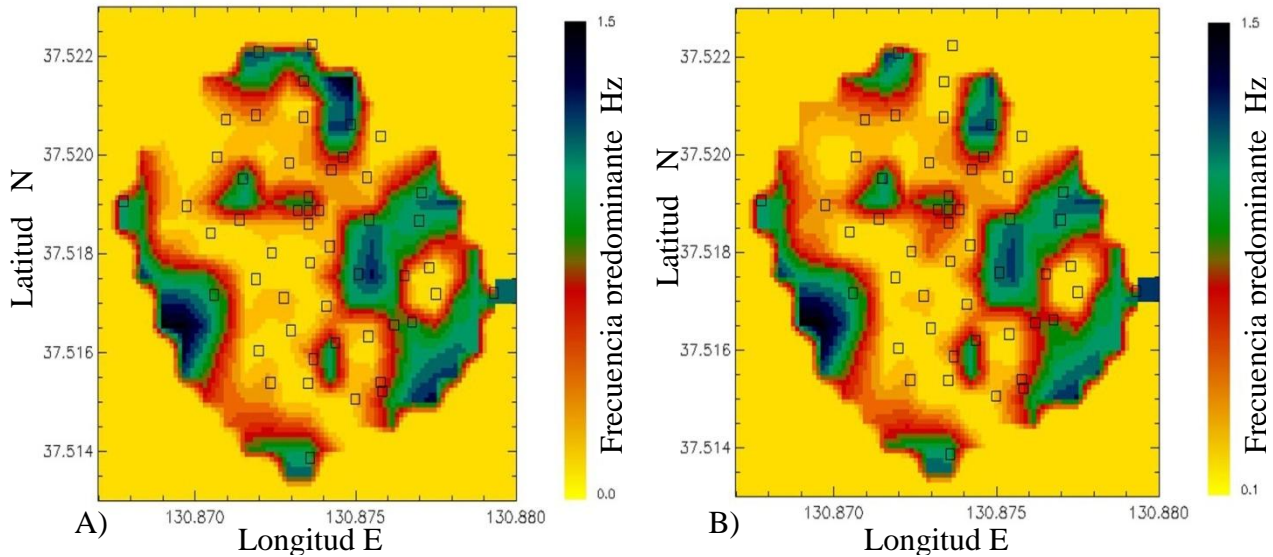 37.522
37.520
37.518
37.516
37.514
130.870
130.875
130.880
Latitud N
Longitud E
A)
1.5
0.0
Frecuencia predominante Hz
37.522
37.520
37.518
37.516
37.514
130.870
130.875
130.880
Latitud N
Longitud E
B)
1.5
0.1
Frecuencia predominante Hz